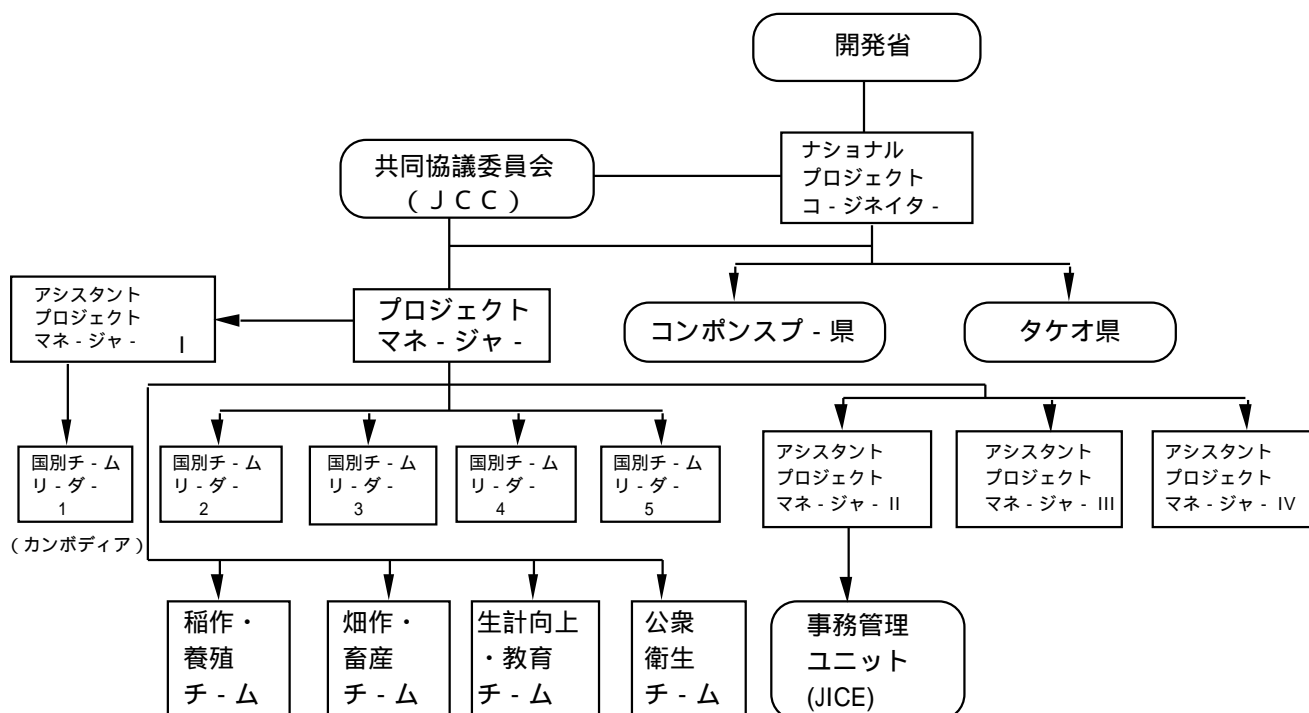 開発省
共同協議委員会
(ＪＣＣ)
ナショナル
プロジェクト
コ - ジネイタ -
アシスタント
プロジェクト
マネ - ジャ - I
プロジェクト
マネ - ジャ -
コンポンスプ - 県
タケオ県
国別チ - ム
リ - ダ -
1
(カンボディア)
国別チ - ム
リ - ダ -
2
国別チ - ム
リ - ダ -
3
国別チ - ム
リ - ダ -
4
国別チ - ム
リ - ダ -
5
アシスタント
プロジェクト
マネ - ジャ - II
アシスタント
プロジェクト
マネ - ジャ - III
アシスタント
プロジェクト
マネ - ジャ - IV
稲作・
養殖
チ - ム
畑作・
畜産
チ - ム
生計向上
・教育
チ - ム
公衆
衛生
チ - ム
事務管理
ユニット
(JICE)